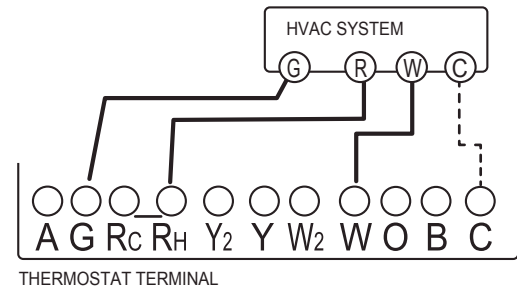 HVAC SYSTEM
G R W C
A G RC RH Y2 Y W2 W O B C
THERMOSTAT TERMINAL